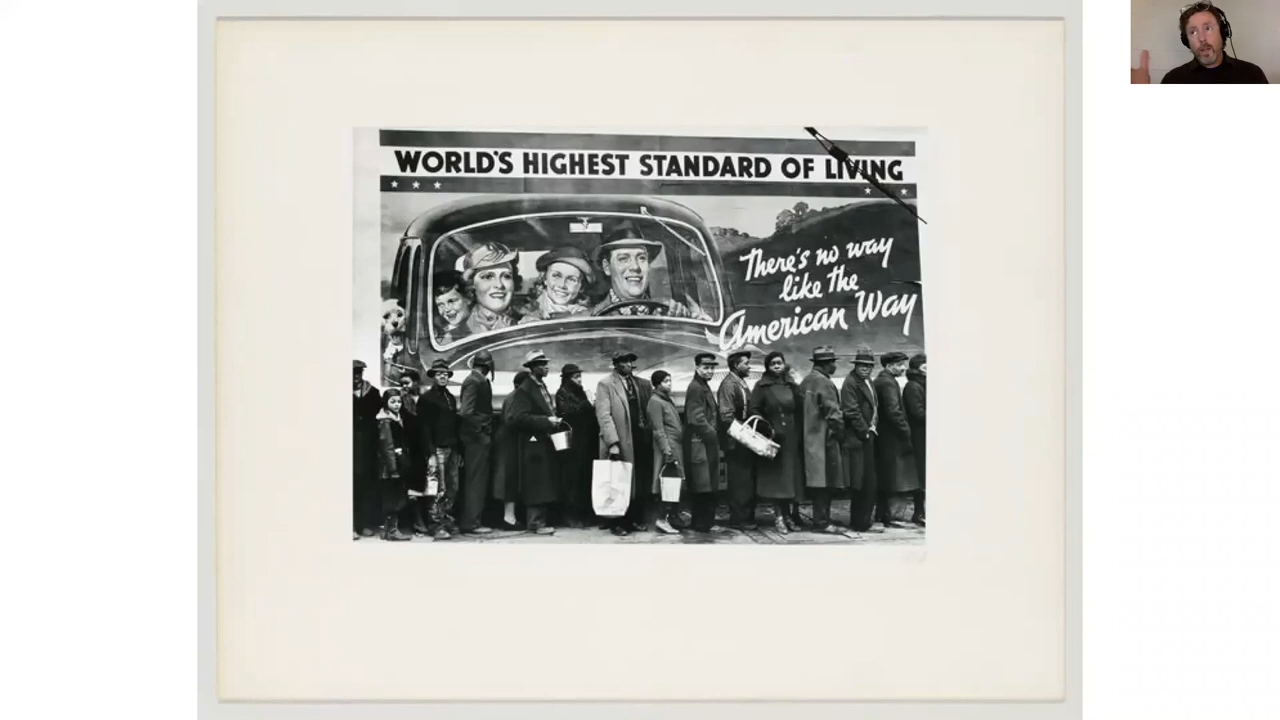 WORLD'S HIGHEST STANDARD OF LIVING
There's no way
like the
American Way